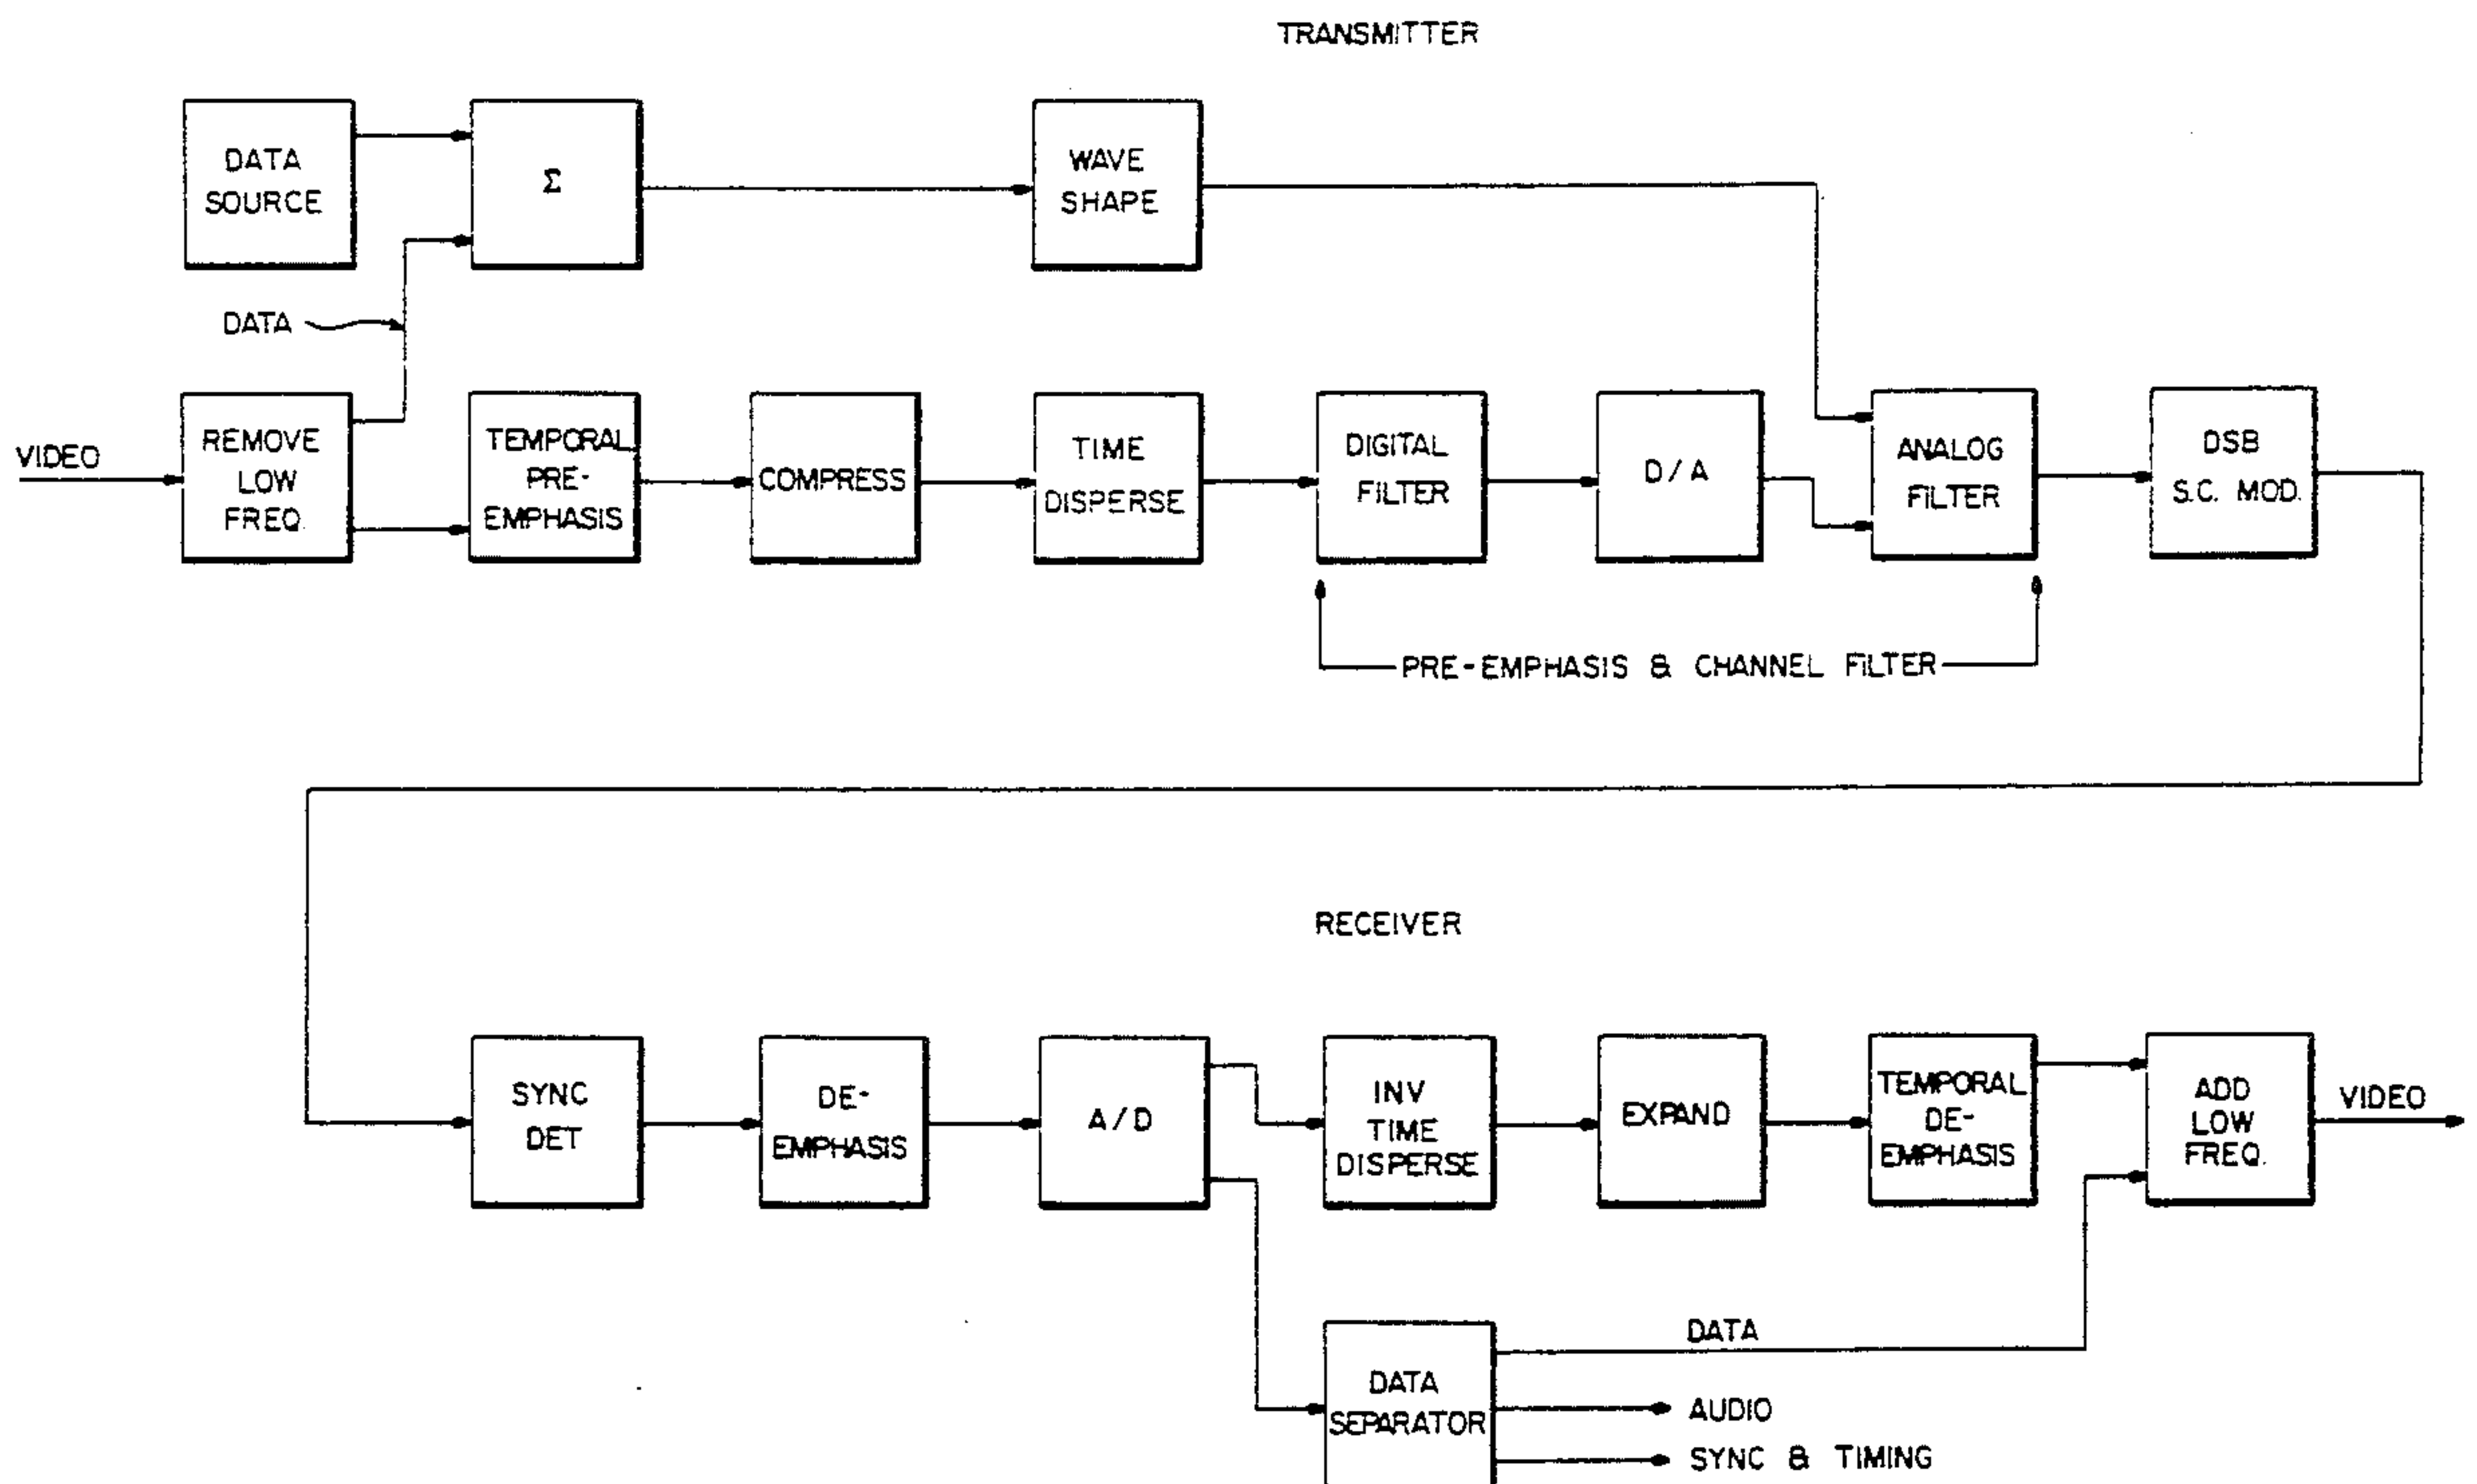 TRANSMITTER
DATA
SOURCE
Σ
WAVE
SHAPE
DATA
VIDEO
REMOVE
LOW
FREQ.
TEMPORAL
PRE-
EMPHASIS
COMPRESS
TIME
DISPERSE
DIGITAL
FILTER
D/A
ANALOG
FILTER
DSB
S.C. MOD.
PRE-EMPHASIS & CHANNEL FILTER
RECEIVER
SYNC
DET
DE-
EMPHASIS
A/D
INV
TIME
DISPERSE
EXPAND
TEMPORAL
DE-
EMPHASIS
ADD
LOW
FREQ.
VIDEO
DATA
SEPARATOR
DATA
AUDIO
SYNC & TIMING